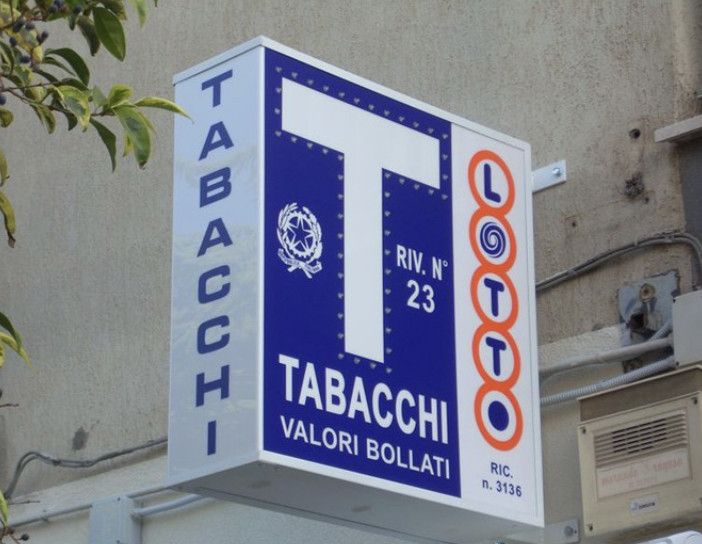 TABACCHI
T
RIV. N°
23
TABACCHI
VALORI BOLLATI
LOTTO
RIC.
n. 3136